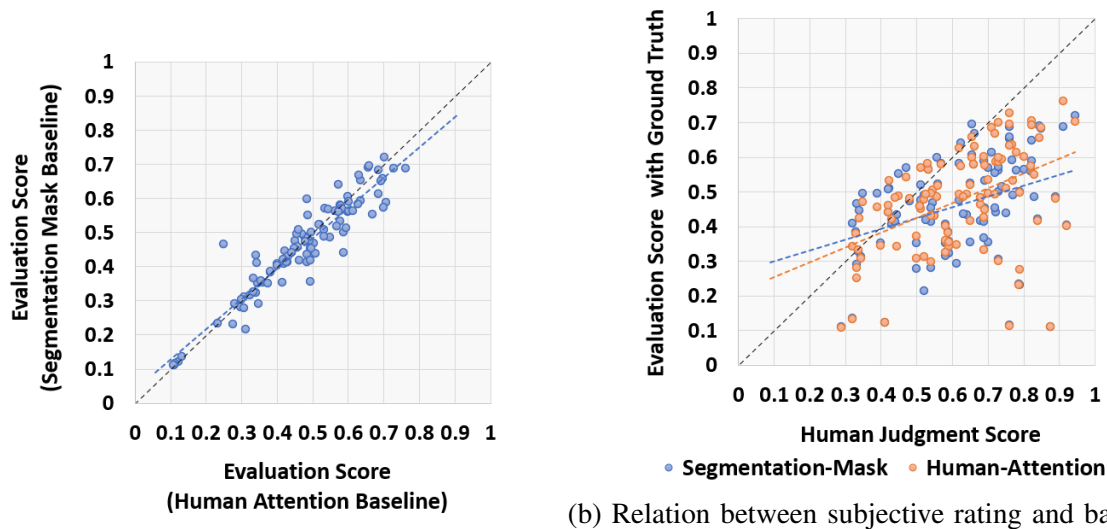 1
0.9
0.8
0.7
0.6
0.5
0.4
0.3
0.2
0.1
0
Evaluation Score
(Segmentation Mask Baseline)
0 0.1 0.2 0.3 0.4 0.5 0.6 0.7 0.8 0.9 1
Evaluation Score
(Human Attention Baseline)
1
0.9
0.8
0.7
0.6
0.5
0.4
0.3
0.2
0.1
0
Evaluation Score with Ground Truth
0 0.1 0.2 0.3 0.4 0.5 0.6 0.7 0.8 0.9 1
Human Judgment Score
Segmentation-Mask Human-Attention
(b) Relation between subjective rating and ba